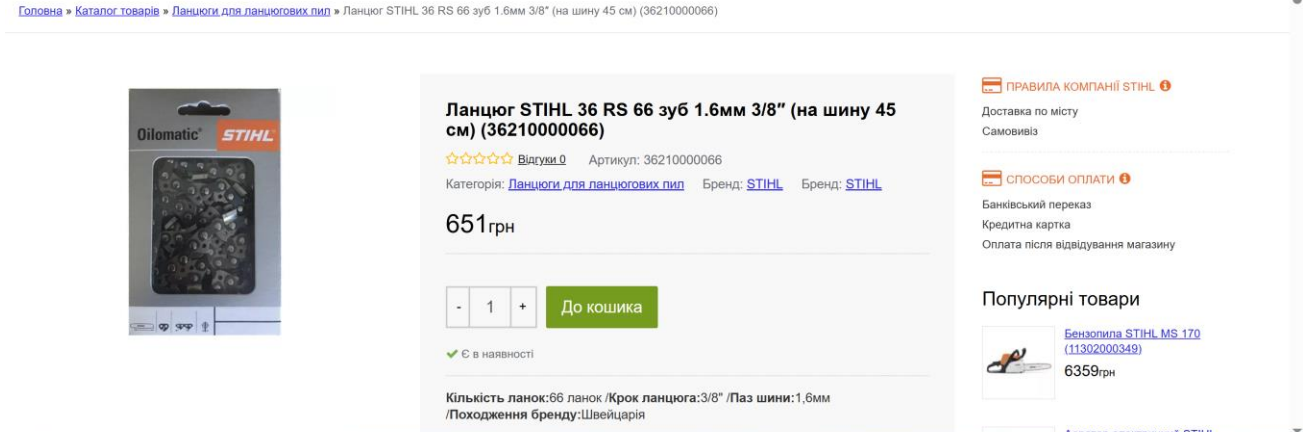 Головна » Каталог товарів » Ланцюги для ланцюгових пил » Ланцюг STIHL 36 RS 66 зуб 1.6мм 3/8″ (на шину 45 см) (36210000066)
Oilomatic® STIHL
Ланцюг STIHL 36 RS 66 зуб 1.6мм 3/8″ (на шину 45
см) (36210000066)
Відгуки 0 Артикул: 36210000066
Категорія: Ланцюги для ланцюгових пил Бренд: STIHL Бренд: STIHL
651грн
- 1 + До кошика
Є в наявності
Кількість ланок:66 ланок /Крок ланцюга:3/8" /Паз шини:1,6мм
/Походження бренду:Швейцарія
ПРАВИЛА КОМПАНІЇ STIHL
Доставка по місту
Самовивіз
СПОСОБИ ОПЛАТИ
Банківський переказ
Кредитна картка
Оплата після відвідування магазину
Популярні товари
Бензопила STIHL MS 170
(11302000349)
6359грн